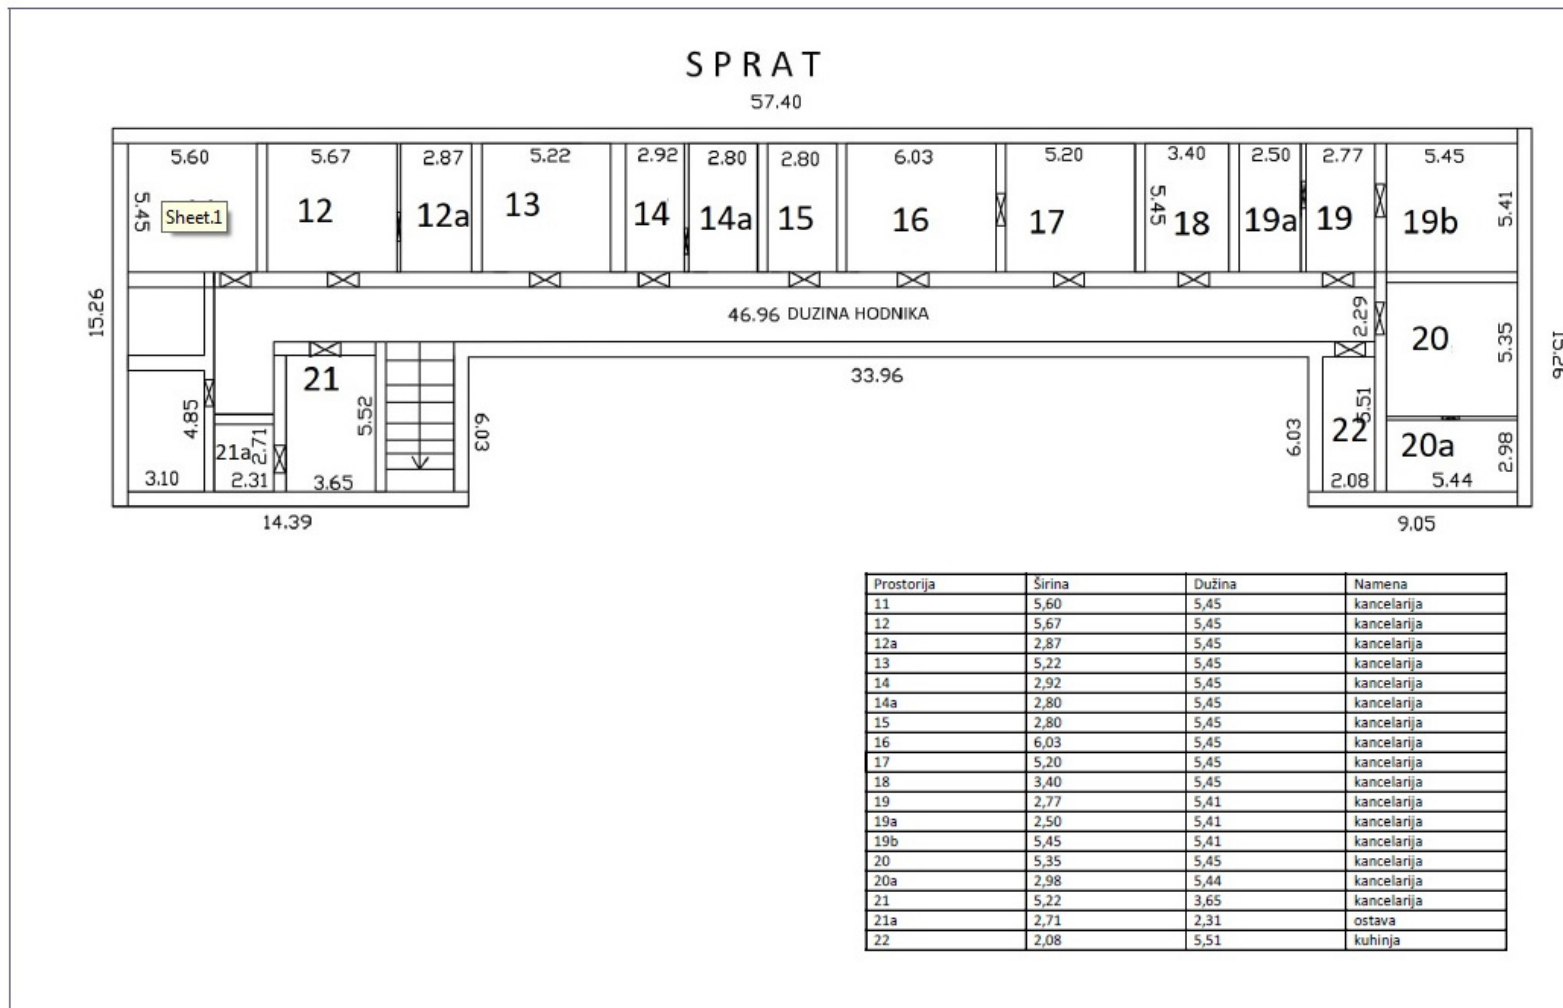 SPRAT
57.40
5.60 5.67 2.87 5.22 2.92 2.80 2.80 6.03 5.20 3.40 2.50 2.77 5.45
5.45 Sheet.1 12 12a 13 14 14a 15 16 17 5.45 18 19a 19 19b 5.41
15.26 46.96 DUZINA HODNIKA 2.29 20 5.35 15.26
21 33.96
4.85 5.52 6.03 6.03 5.51 22
21a 2.71 20a 2.98
3.10 2.31 3.65 2.08 5.44
14.39 9.05
Prostorija Širina Dužina Namena
11 5,60 5,45 kancelarija
12 5,67 5,45 kancelarija
12a 2,87 5,45 kancelarija
13 5,22 5,45 kancelarija
14 2,92 5,45 kancelarija
14a 2,80 5,45 kancelarija
15 2,80 5,45 kancelarija
16 6,03 5,45 kancelarija
17 5,20 5,45 kancelarija
18 3,40 5,45 kancelarija
19 2,77 5,41 kancelarija
19a 2,50 5,41 kancelarija
19b 5,45 5,41 kancelarija
20 5,35 5,45 kancelarija
20a 2,98 5,44 kancelarija
21 5,22 3,65 kancelarija
21a 2,71 2,31 ostava
22 2,08 5,51 kuhinja